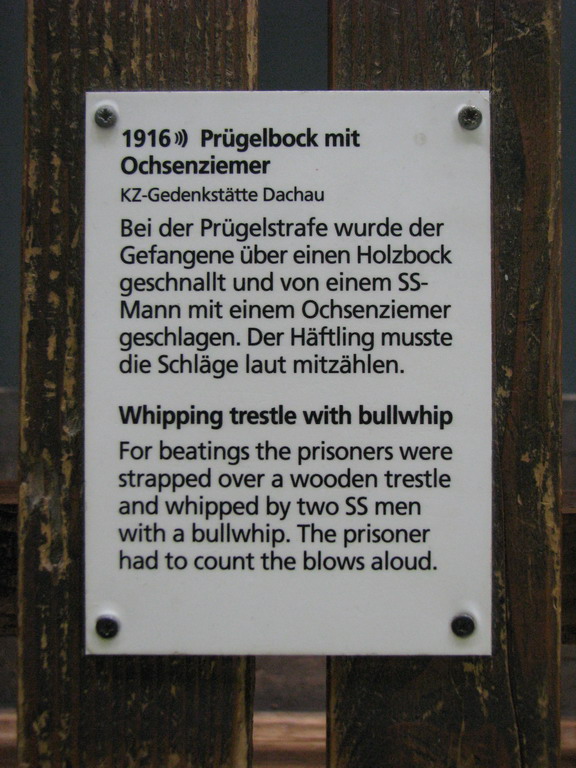 1916 Prügelbock mit
Ochsenziemer
KZ-Gedenkstätte Dachau
Bei der Prügelstrafe wurde der
Gefangene über einen Holzbock
geschnallt und von einem SS-
Mann mit einem Ochsenziemer
geschlagen. Der Häftling musste
die Schläge laut mitzählen.
Whipping trestle with bullwhip
For beatings the prisoners were
strapped over a wooden trestle
and whipped by two SS men
with a bullwhip. The prisoner
had to count the blows aloud.